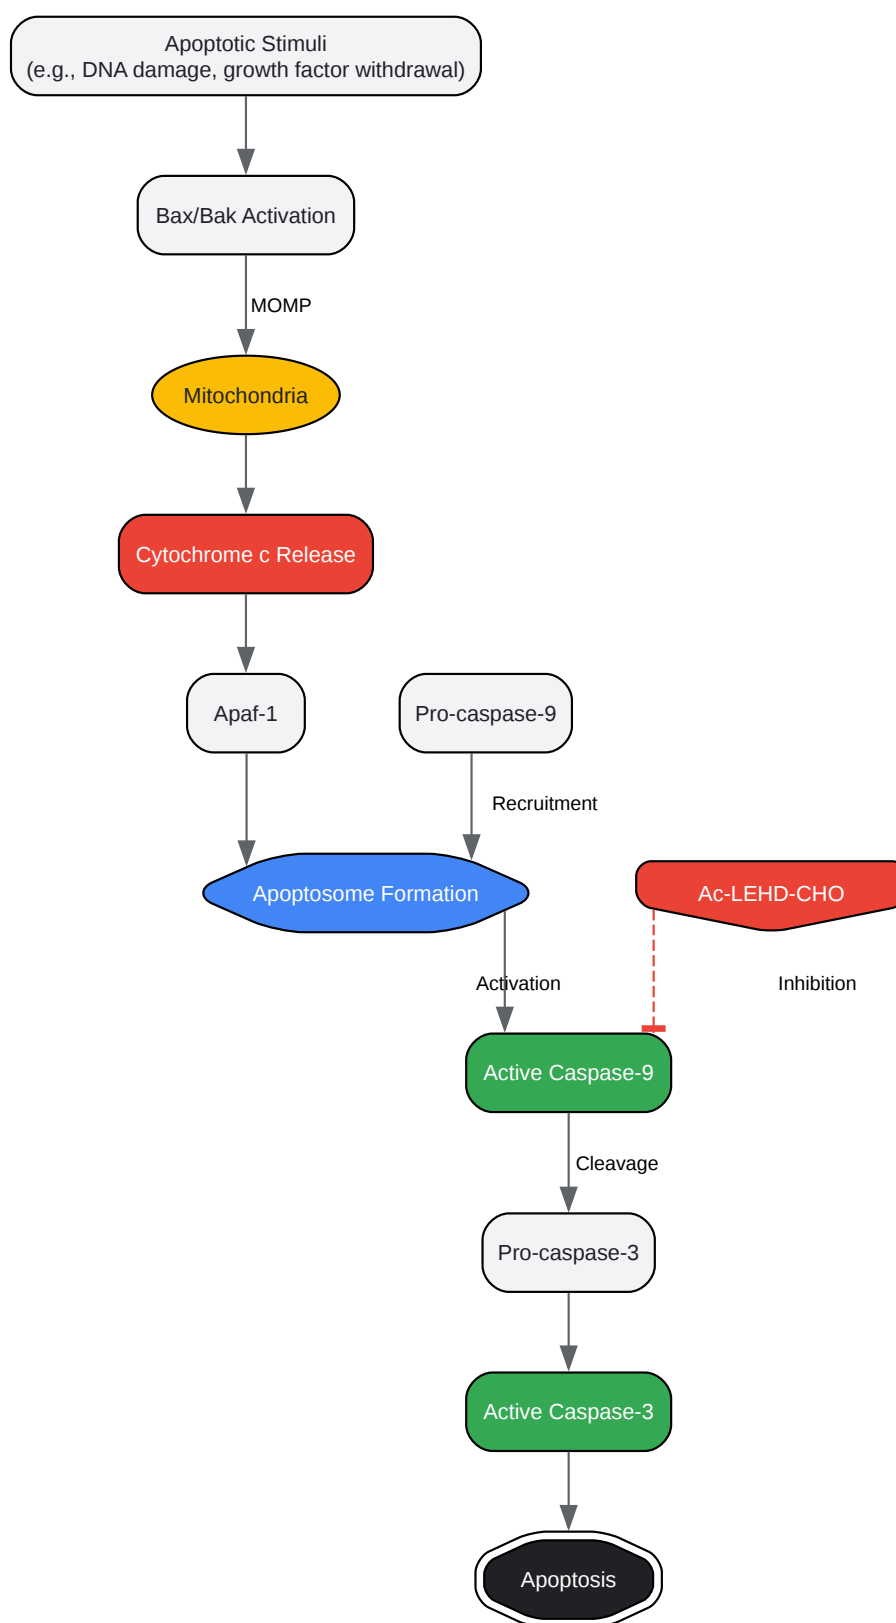 Apoptotic Stimuli
(e.g., DNA damage, growth factor withdrawal)
Bax/Bak Activation
MOMP
Mitochondria
Cytochrome c Release
Apaf-1
Pro-caspase-9
Recruitment
Apoptosome Formation
Ac-LEHD-CHO
Activation
Inhibition
Active Caspase-9
Cleavage
Pro-caspase-3
Active Caspase-3
Apoptosis